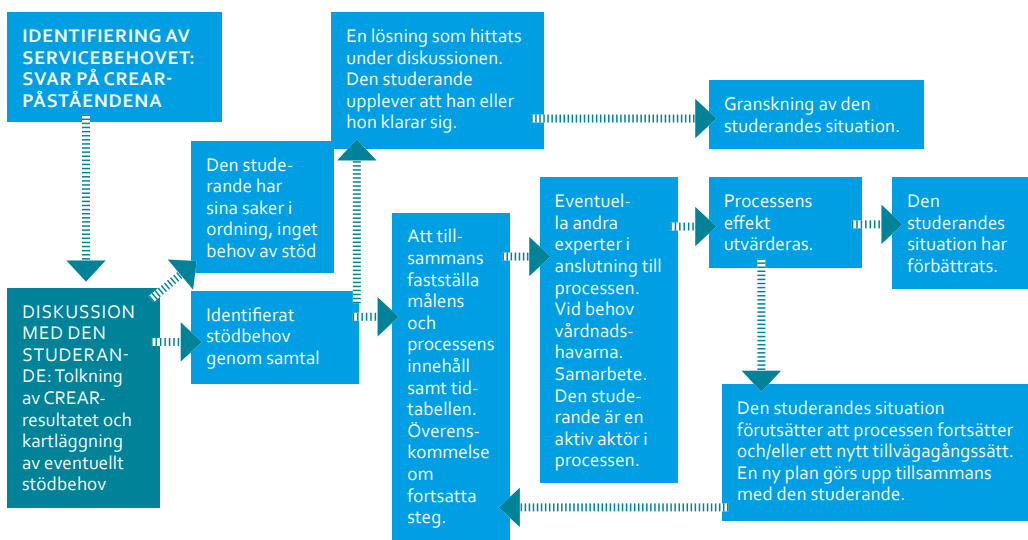 IDENTIFIERING AV
SERVICEBEHOVET:
SVAR PÅ CREAR-
PÅSTÅENDENA
DISKUSSION
MED DEN
STUDERAN-
DE: Tolkning
av CREAR-
resultatet och
kartläggning
av eventuellt
stödbehov
Den stude-
rande har
sina saker i
ordning, inget
behov av stöd
Identifierat
stödbehov
genom samtal
En lösning som hittats
under diskussionen.
Den studerande
upplever att han eller
hon klarar sig.
Granskning av den
studerandes situation.
Att till-
sammans
fastställa
målens
och
processens
innehåll
samt tid-
tabellen.
Överens-
kommelse
om
fortsatta
steg.
Eventuel-
la andra
experter i
anslutning till
processen.
Vid behov
vårdnads-
havarna.
Samarbete.
Den stude-
rande är en
aktiv aktör i
processen.
Processens
effekt
utvärderas.
Den
studerandes
situation har
förbättrats.
Den studerandes situation
förutsätter att processen fortsätter
och/eller ett nytt tillvägagångssätt.
En ny plan görs upp tillsammans
med den studerande.